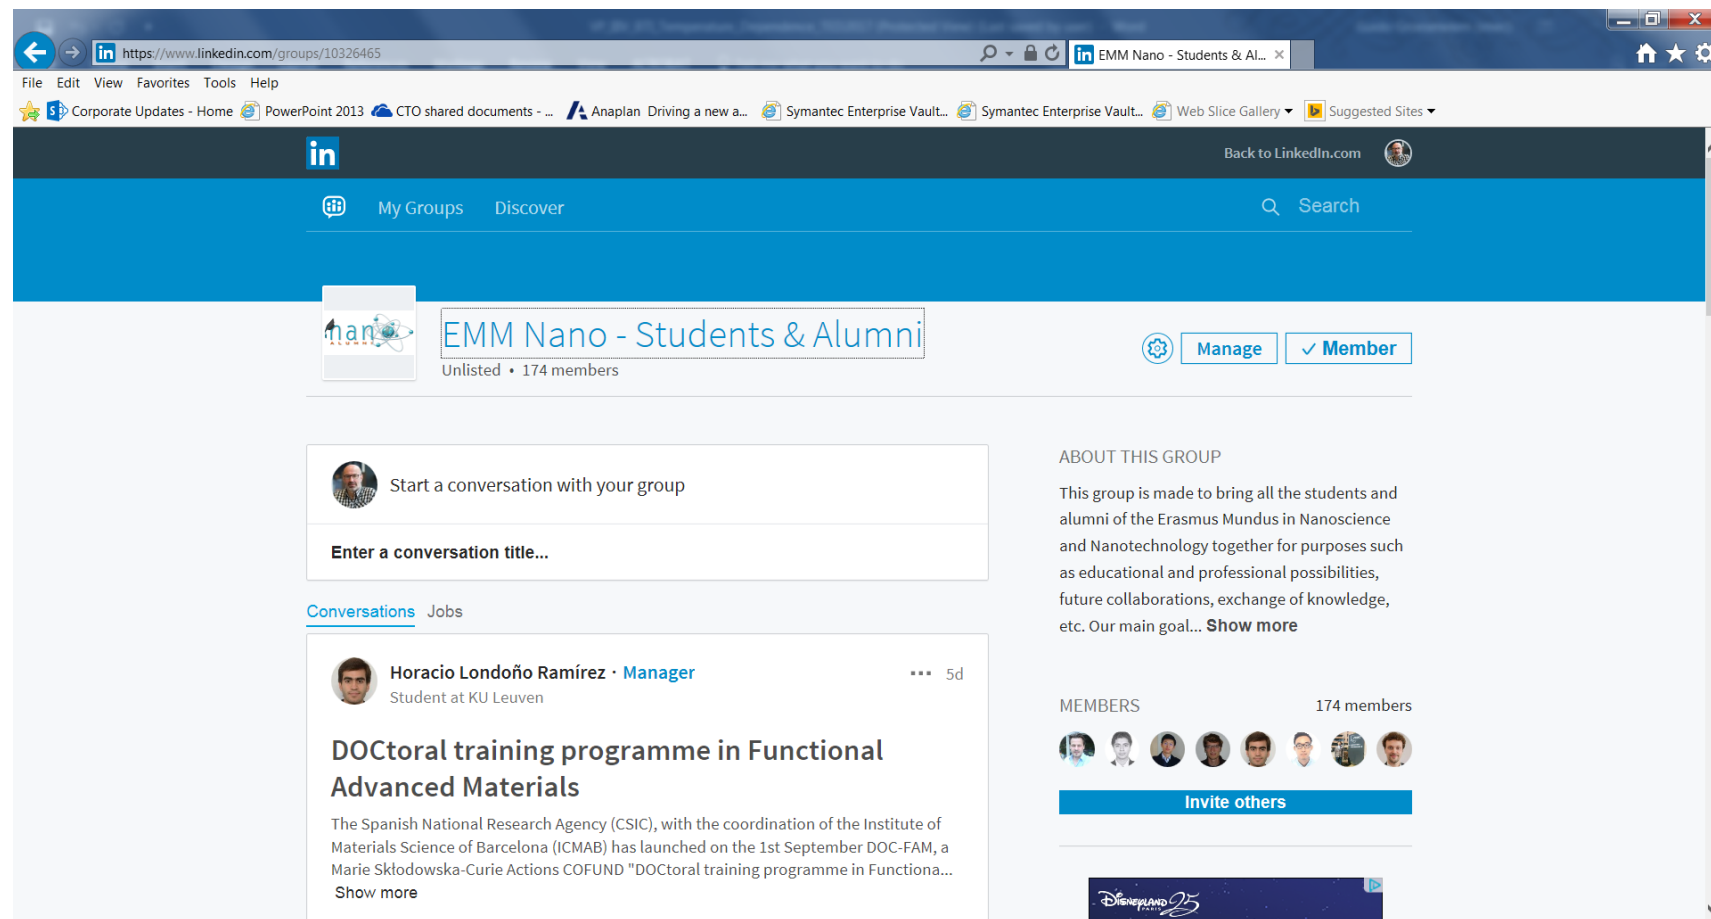 https://www.linkedin.com/groups/10326465
EMM Nano - Students & Al...
File Edit View Favorites Tools Help
Corporate Updates - Home PowerPoint 2013 CTO shared documents - ... Anaplan Driving a new a... Symantec Enterprise Vault... Symantec Enterprise Vault... Web Slice Gallery Suggested Sites
in
Back to LinkedIn.com
My Groups Discover
Search
nano
ALUMNI
EMM Nano - Students & Alumni
Unlisted • 174 members
Manage
Member
Start a conversation with your group
Enter a conversation title...
Conversations Jobs
Horacio Londoño Ramírez · Manager
5d
Student at KU Leuven
DOCtoral training programme in Functional
Advanced Materials
The Spanish National Research Agency (CSIC), with the coordination of the Institute of
Materials Science of Barcelona (ICMAB) has launched on the 1st September DOC-FAM, a
Marie Skłodowska-Curie Actions COFUND "DOCtoral training programme in Functiona...
Show more
ABOUT THIS GROUP
This group is made to bring all the students and
alumni of the Erasmus Mundus in Nanoscience
and Nanotechnology together for purposes such
as educational and professional possibilities,
future collaborations, exchange of knowledge,
etc. Our main goal... Show more
MEMBERS
174 members
Invite others
Disneyland 25
PARIS